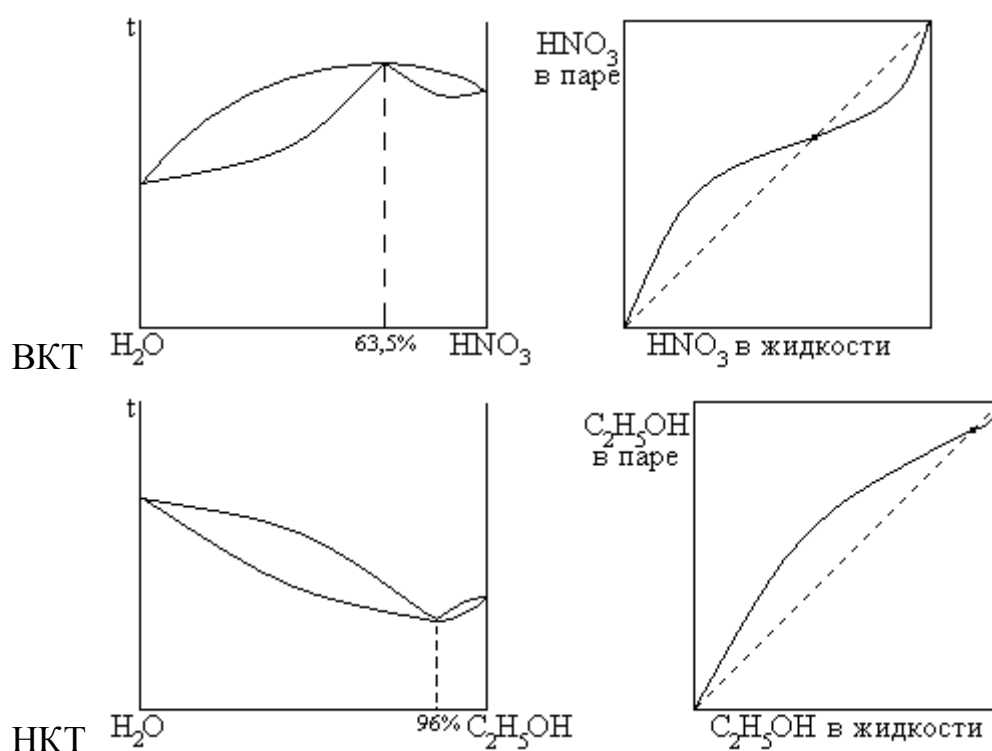 t
HNO3
в паре
ВКТ
H2O
63,5%
HNO3
HNO3 в жидкости
t
C2H5OH
в паре
НКТ
H2O
96%
C2H5OH
C2H5OH в жидкости